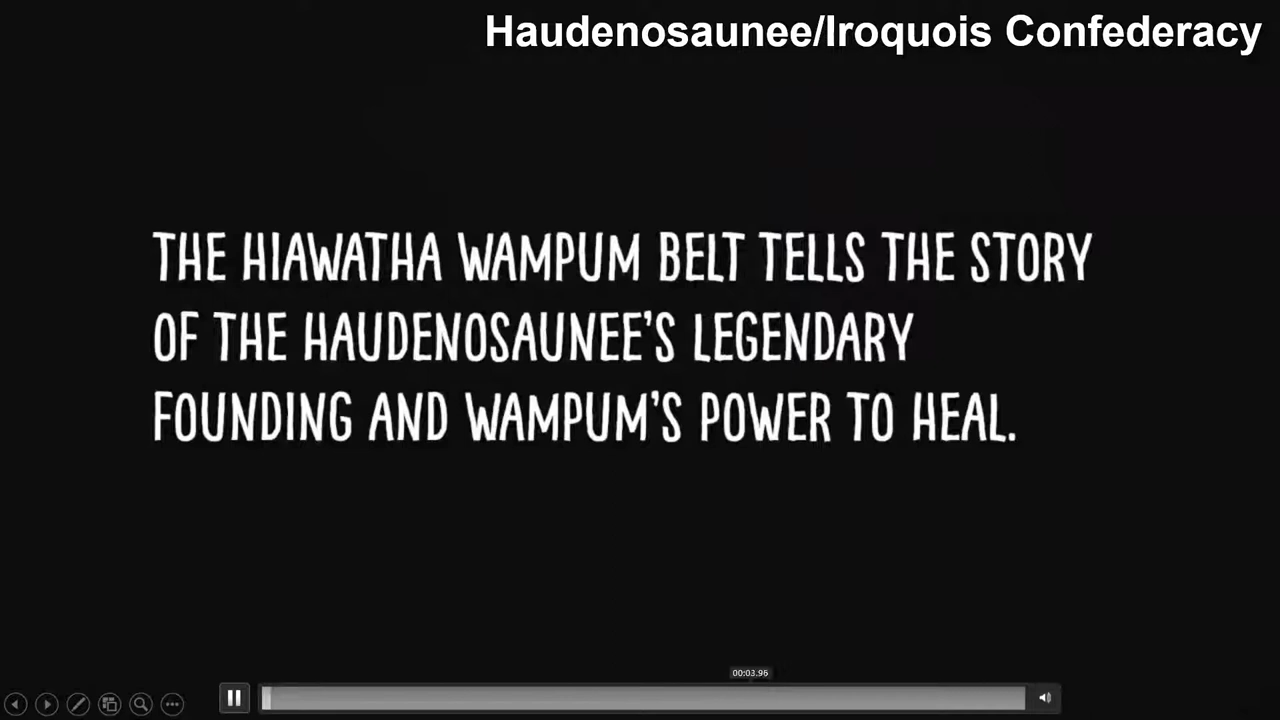 Haudenosaunee/Iroquois Confederacy
THE HIAWATHA WAMPUM BELT TELLS THE STORY
OF THE HAUDENOSAUNEE'S LEGENDARY
FOUNDING AND WAMPUM'S POWER TO HEAL.
00:03.96